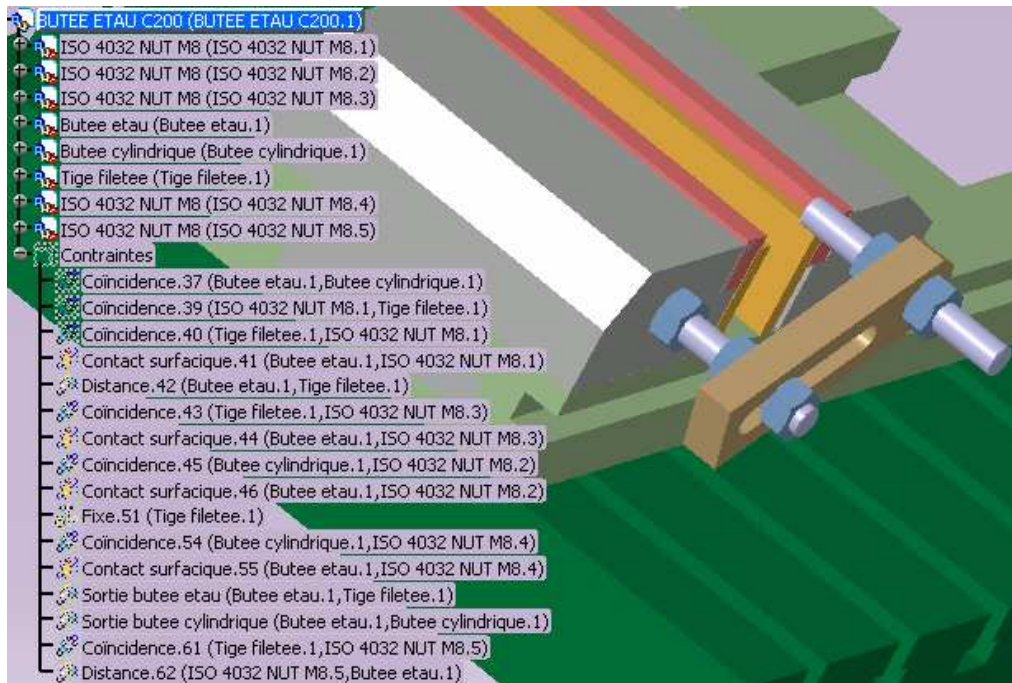 BUTEE ETAU C200 (BUTEE ETAU C200.1)
ISO 4032 NUT M8 (ISO 4032 NUT M8.1)
ISO 4032 NUT M8 (ISO 4032 NUT M8.2)
ISO 4032 NUT M8 (ISO 4032 NUT M8.3)
Butee etau (Butee etau.1)
Butee cylindrique (Butee cylindrique.1)
Tige filetee (Tige filetee.1)
ISO 4032 NUT M8 (ISO 4032 NUT M8.4)
ISO 4032 NUT M8 (ISO 4032 NUT M8.5)
Contraintes
Coïncidence.37 (Butee etau.1,Butee cylindrique.1)
Coïncidence.39 (ISO 4032 NUT M8.1,Tige filetee.1)
Coïncidence.40 (Tige filetee.1,ISO 4032 NUT M8.1)
Contact surfacique.41 (Butee etau.1,ISO 4032 NUT M8.1)
Distance.42 (Butee etau.1,Tige filetee.1)
Coïncidence.43 (Tige filetee.1,ISO 4032 NUT M8.3)
Contact surfacique.44 (Butee etau.1,ISO 4032 NUT M8.3)
Coïncidence.45 (Butee cylindrique.1,ISO 4032 NUT M8.2)
Contact surfacique.46 (Butee etau.1,ISO 4032 NUT M8.2)
Fixe.51 (Tige filetee.1)
Coïncidence.54 (Butee cylindrique.1,ISO 4032 NUT M8.4)
Contact surfacique.55 (Butee etau.1,ISO 4032 NUT M8.4)
Sortie butee etau (Butee etau.1,Tige filetee.1)
Sortie butee cylindrique (Butee etau.1,Butee cylindrique.1)
Coïncidence.61 (Tige filetee.1,ISO 4032 NUT M8.5)
Distance.62 (ISO 4032 NUT M8.5,Butee etau.1)